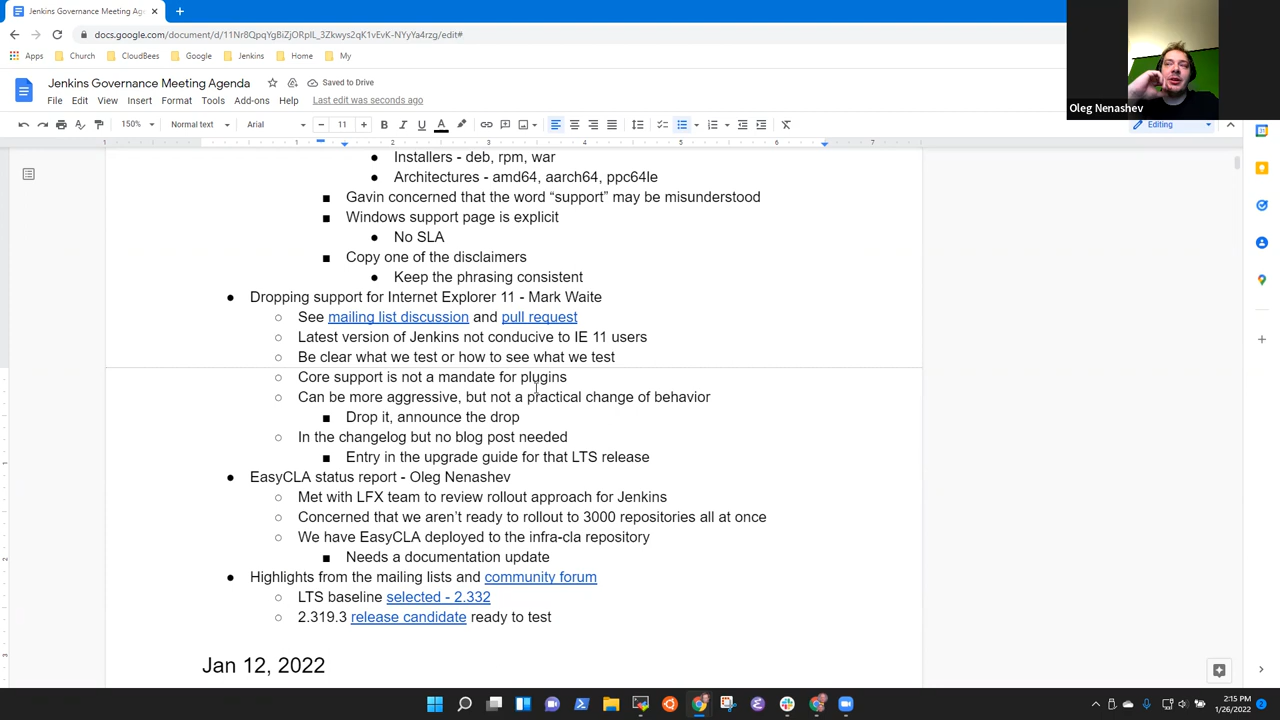 Jenkins Governance Meeting Ag
docs.google.com/document/d/11Nr8QpqYgBiZjORpIL_3Zkwys2qK1vEvK-NYyYa4rzg/edit#
Apps Church CloudBees Google Jenkins Home My
Jenkins Governance Meeting Agenda Saved to Drive
File Edit View Insert Format Tools Add-ons Help Last edit was seconds ago
150% Normal text Arial 11 Editing
Oleg Nenashev
1 1 2 3 4 5 6 7
● Installers - deb, rpm, war
● Architectures - amd64, aarch64, ppc64le
■ Gavin concerned that the word “support” may be misunderstood
■ Windows support page is explicit
● No SLA
■ Copy one of the disclaimers
● Keep the phrasing consistent
● Dropping support for Internet Explorer 11 - Mark Waite
○ See mailing list discussion and pull request
○ Latest version of Jenkins not conducive to IE 11 users
○ Be clear what we test or how to see what we test
○ Core support is not a mandate for plugins
○ Can be more aggressive, but not a practical change of behavior
■ Drop it, announce the drop
○ In the changelog but no blog post needed
■ Entry in the upgrade guide for that LTS release
● EasyCLA status report - Oleg Nenashev
○ Met with LFX team to review rollout approach for Jenkins
○ Concerned that we aren’t ready to rollout to 3000 repositories all at once
○ We have EasyCLA deployed to the infra-cla repository
■ Needs a documentation update
● Highlights from the mailing lists and community forum
○ LTS baseline selected - 2.332
○ 2.319.3 release candidate ready to test
Jan 12, 2022
2:15 PM
1/26/2022